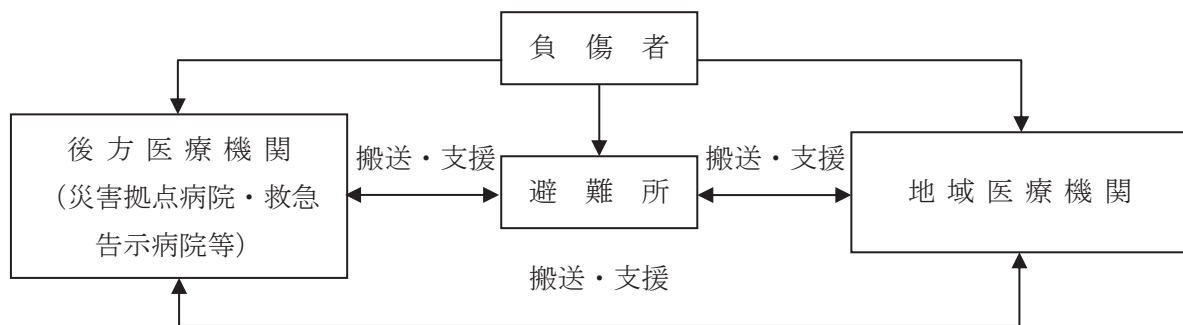 負傷者
後方医療機関
（災害拠点病院・救急
告示病院等）
搬送・支援
避難所
搬送・支援
地域医療機関
搬送・支援